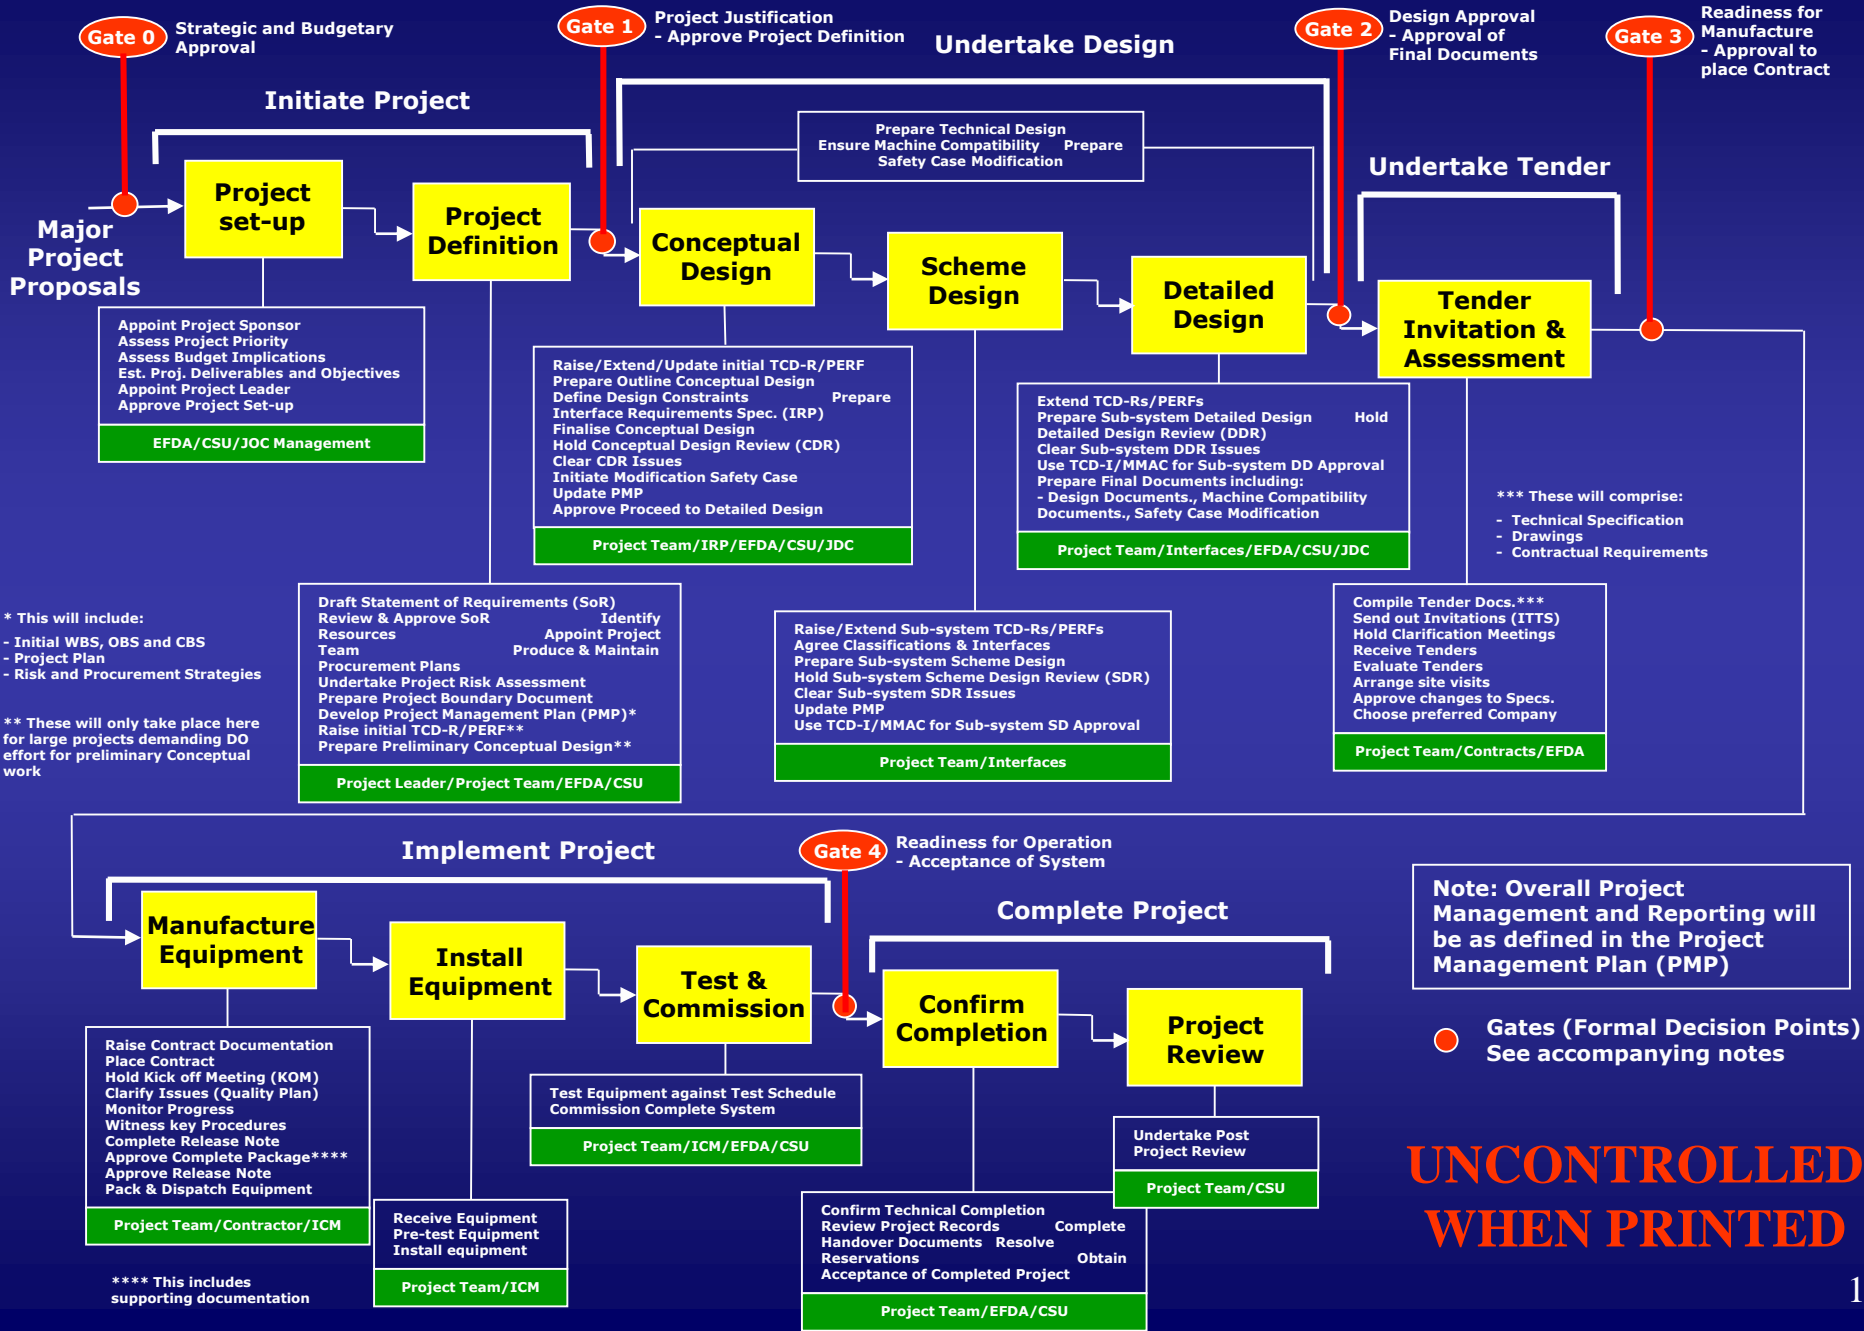 Gate 0
Strategic and Budgetary
Approval
Gate 1
Project Justification
- Approve Project Definition
Undertake Design
Gate 2
Design Approval
- Approval of
Final Documents
Gate 3
Readiness for
Manufacture
- Approval to
place Contract
Initiate Project
Prepare Technical Design
Ensure Machine Compatibility Prepare
Safety Case Modification
Undertake Tender
Major
Project
Proposals
Project
set-up
Project
Definition
Conceptual
Design
Scheme
Design
Detailed
Design
Tender
Invitation &
Assessment
Appoint Project Sponsor
Assess Project Priority
Assess Budget Implications
Est. Proj. Deliverables and Objectives
Appoint Project Leader
Approve Project Set-up
EFDA/CSU/JOC Management
Raise/Extend/Update initial TCD-R/PERF
Prepare Outline Conceptual Design
Define Design Constraints Prepare
Interface Requirements Spec. (IRP)
Finalise Conceptual Design
Hold Conceptual Design Review (CDR)
Clear CDR Issues
Initiate Modification Safety Case
Update PMP
Approve Proceed to Detailed Design
Project Team/IRP/EFDA/CSU/JDC
Extend TCD-Rs/PERFs
Prepare Sub-system Detailed Design Hold
Detailed Design Review (DDR)
Clear Sub-system DDR Issues
Use TCD-I/MMAC for Sub-system DD Approval
Prepare Final Documents including:
- Design Documents., Machine Compatibility
Documents., Safety Case Modification
Project Team/Interfaces/EFDA/CSU/JDC
*** These will comprise:
- Technical Specification
- Drawings
- Contractual Requirements
* This will include:
- Initial WBS, OBS and CBS
- Project Plan
- Risk and Procurement Strategies
** These will only take place here
for large projects demanding DO
effort for preliminary Conceptual
work
Draft Statement of Requirements (SoR)
Review & Approve SoR Identify
Resources Appoint Project
Team Produce & Maintain
Procurement Plans
Undertake Project Risk Assessment
Prepare Project Boundary Document
Develop Project Management Plan (PMP)*
Raise initial TCD-R/PERF**
Prepare Preliminary Conceptual Design**
Project Leader/Project Team/EFDA/CSU
Raise/Extend Sub-system TCD-Rs/PERFs
Agree Classifications & Interfaces
Prepare Sub-system Scheme Design
Hold Sub-system Scheme Design Review (SDR)
Clear Sub-system SDR Issues
Update PMP
Use TCD-I/MMAC for Sub-system SD Approval
Project Team/Interfaces
Compile Tender Docs.***
Send out Invitations (ITTS)
Hold Clarification Meetings
Receive Tenders
Evaluate Tenders
Arrange site visits
Approve changes to Specs.
Choose preferred Company
Project Team/Contracts/EFDA
Implement Project
Gate 4
Readiness for Operation
- Acceptance of System
Complete Project
Manufacture
Equipment
Install
Equipment
Test &
Commission
Confirm
Completion
Project
Review
Note: Overall Project
Management and Reporting will
be as defined in the Project
Management Plan (PMP)
Gates (Formal Decision Points)
See accompanying notes
Raise Contract Documentation
Place Contract
Hold Kick off Meeting (KOM)
Clarify Issues (Quality Plan)
Monitor Progress
Witness key Procedures
Complete Release Note
Approve Complete Package****
Approve Release Note
Pack & Dispatch Equipment
Project Team/Contractor/ICM
**** This includes
supporting documentation
Receive Equipment
Pre-test Equipment
Install equipment
Project Team/ICM
Test Equipment against Test Schedule
Commission Complete System
Project Team/ICM/EFDA/CSU
Confirm Technical Completion
Review Project Records Complete
Handover Documents Resolve
Reservations Obtain
Acceptance of Completed Project
Project Team/EFDA/CSU
Undertake Post
Project Review
Project Team/CSU
UNCONTROLLED
WHEN PRINTED
1